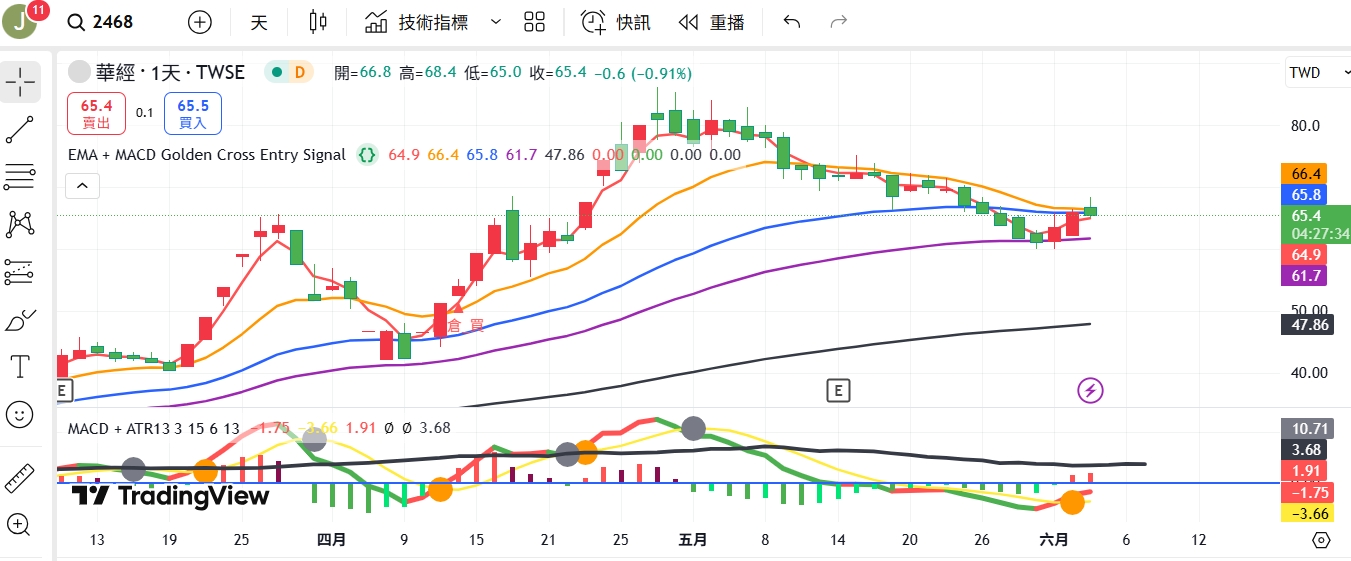 J 11 2468 天 技術指標 快訊 重播
華經 · 1天 · TWSE D 開=66.8 高=68.4 低=65.0 收=65.4 −0.6 (−0.91%) TWD
65.4 賣出 0.1 65.5 買入
80.0
EMA + MACD Golden Cross Entry Signal {} 64.9 66.4 65.8 61.7 47.86 0.00 0.00 0.00 0.00
66.4
65.8
65.4
04:27:34
64.9
61.7
50.00
47.86
倉 買
40.00
E E
MACD + ATR13 3 15 6 13 −1.75 −3.66 1.91 Ø Ø 3.68
10.71
3.68
1.91
−1.75
−3.66
TradingView
13 19 25 四月 9 15 21 25 五月 8 14 20 26 六月 6 12
T